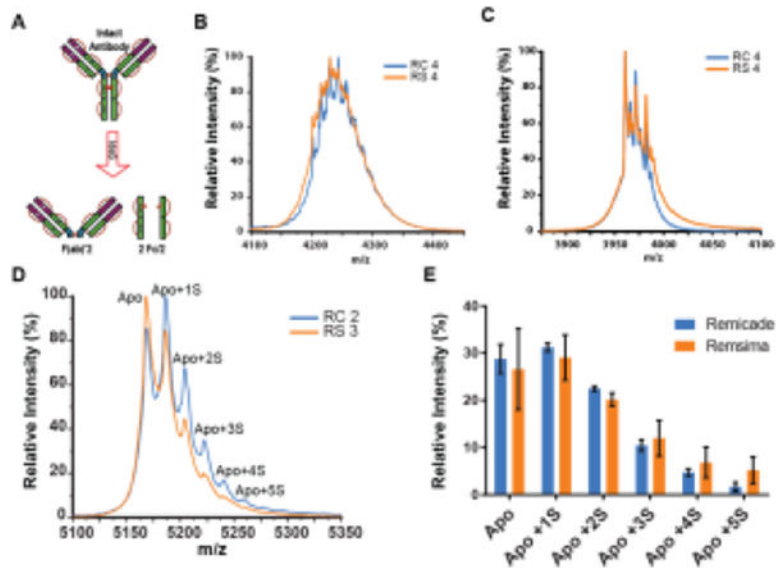 A
Intact
Antibody
F(ab)'2
2 Fc/2
B
Relative Intensity (%)
100
80
60
40
20
0
4100
4200
4300
4400
m/z
RC 4
RS 4
C
Relative Intensity (%)
100
80
60
40
20
0
3900
3950
4000
4050
4100
m/z
RC 4
RS 4
D
Relative Intensity (%)
100
80
60
40
20
0
5100
5150
5200
5250
5300
5350
m/z
Apo
Apo+1S
Apo+2S
Apo+3S
Apo+4S
Apo+5S
RC 2
RS 3
E
Relative Intensity (%)
40
30
20
10
0
Remicade
Remsima
Apo
Apo +1S
Apo +2S
Apo +3S
Apo +4S
Apo +5S